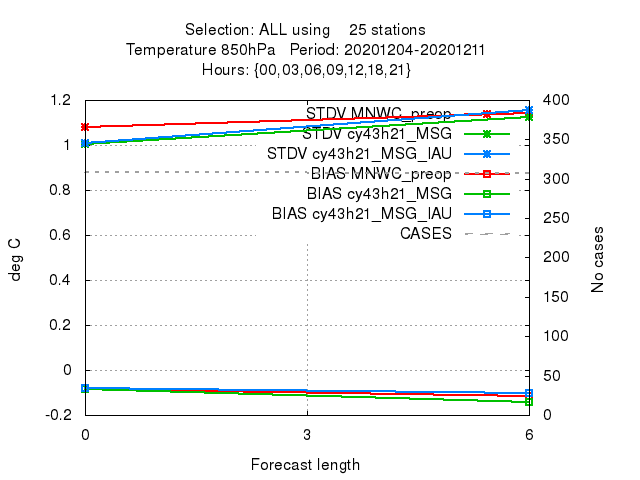 Selection: ALL using    25 stations
Temperature 850hPa   Period: 20201204-20201211
Hours: {00,03,06,09,12,18,21}
deg C
1.2
1
0.8
0.6
0.4
0.2
0
-0.2
STDV MNWC_preop
STDV cy43h21_MSG
STDV cy43h21_MSG_IAU
BIAS MNWC_preop
BIAS cy43h21_MSG
BIAS cy43h21_MSG_IAU
CASES
400
350
300
250
200
150
100
50
0
No cases
0
3
6
Forecast length